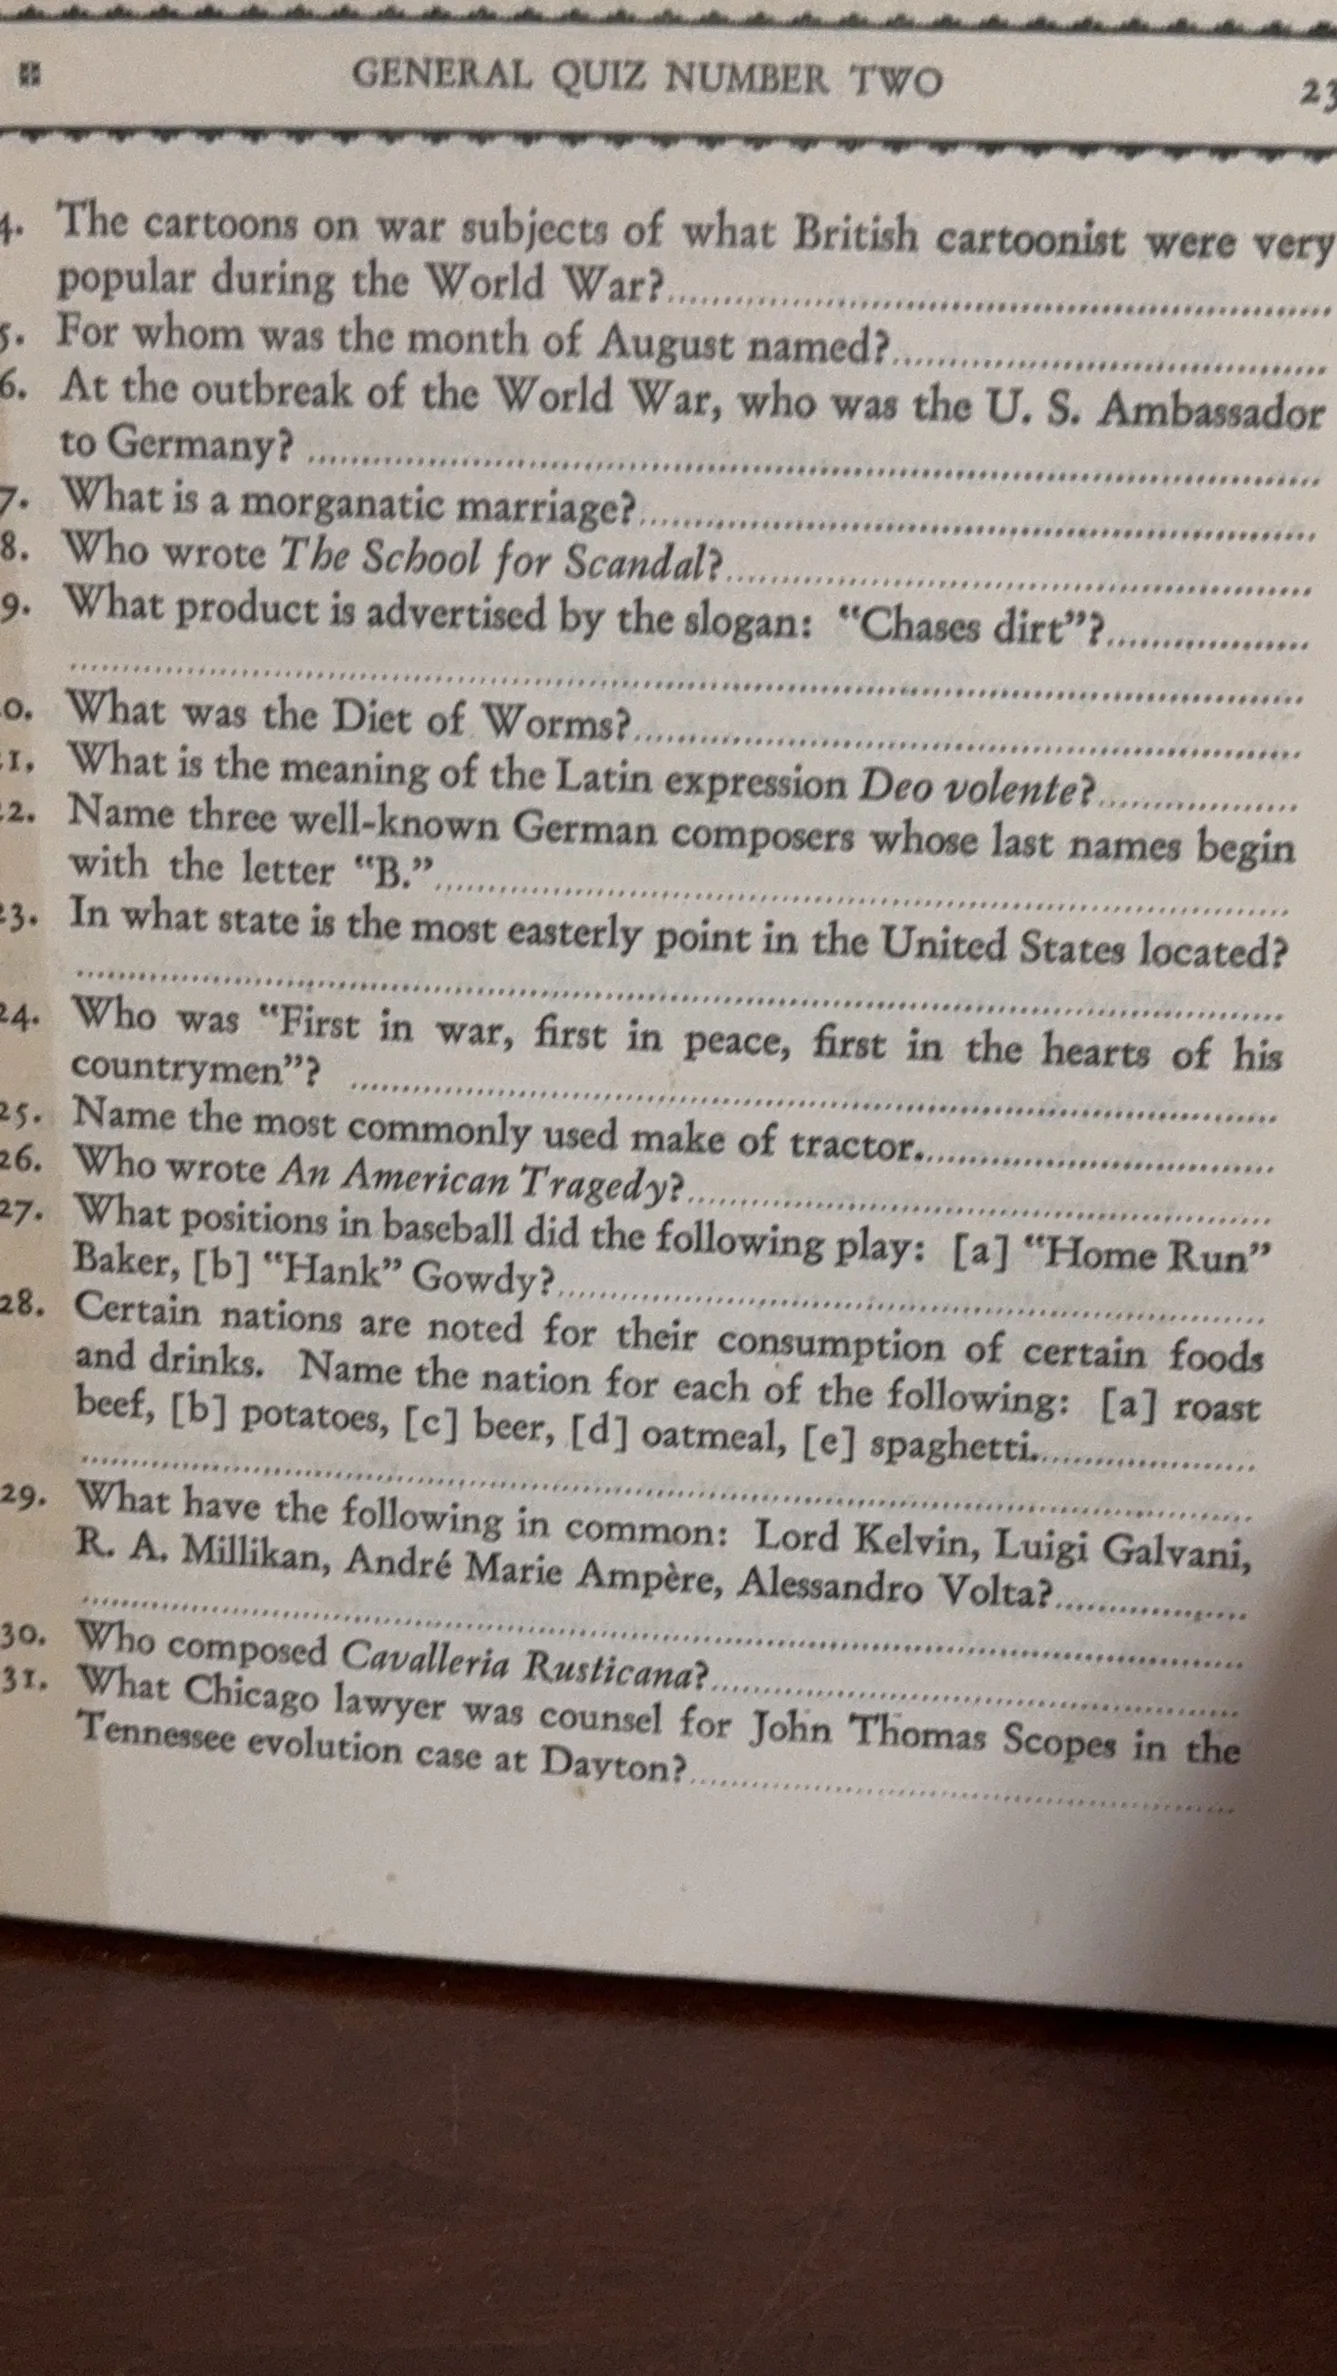 GENERAL QUIZ NUMBER TWO 23
4. The cartoons on war subjects of what British cartoonist were very
popular during the World War?
5. For whom was the month of August named?
6. At the outbreak of the World War, who was the U. S. Ambassador
to Germany?
7. What is a morganatic marriage?
8. Who wrote The School for Scandal?
9. What product is advertised by the slogan: "Chases dirt"?
0. What was the Diet of Worms?
1. What is the meaning of the Latin expression Deo volente?
22. Name three well-known German composers whose last names begin
with the letter "B."
23. In what state is the most easterly point in the United States located?
24. Who was "First in war, first in peace, first in the hearts of his
countrymen"?
25. Name the most commonly used make of tractor.
26. Who wrote An American Tragedy?
27. What positions in baseball did the following play: [a] "Home Run"
Baker, [b] "Hank" Gowdy?
28. Certain nations are noted for their consumption of certain foods
and drinks. Name the nation for each of the following: [a] roast
beef, [b] potatoes, [c] beer, [d] oatmeal, [e] spaghetti.
29. What have the following in common: Lord Kelvin, Luigi Galvani,
R. A. Millikan, André Marie Ampère, Alessandro Volta?
30. Who composed Cavalleria Rusticana?
31. What Chicago lawyer was counsel for John Thomas Scopes in the
Tennessee evolution case at Dayton?